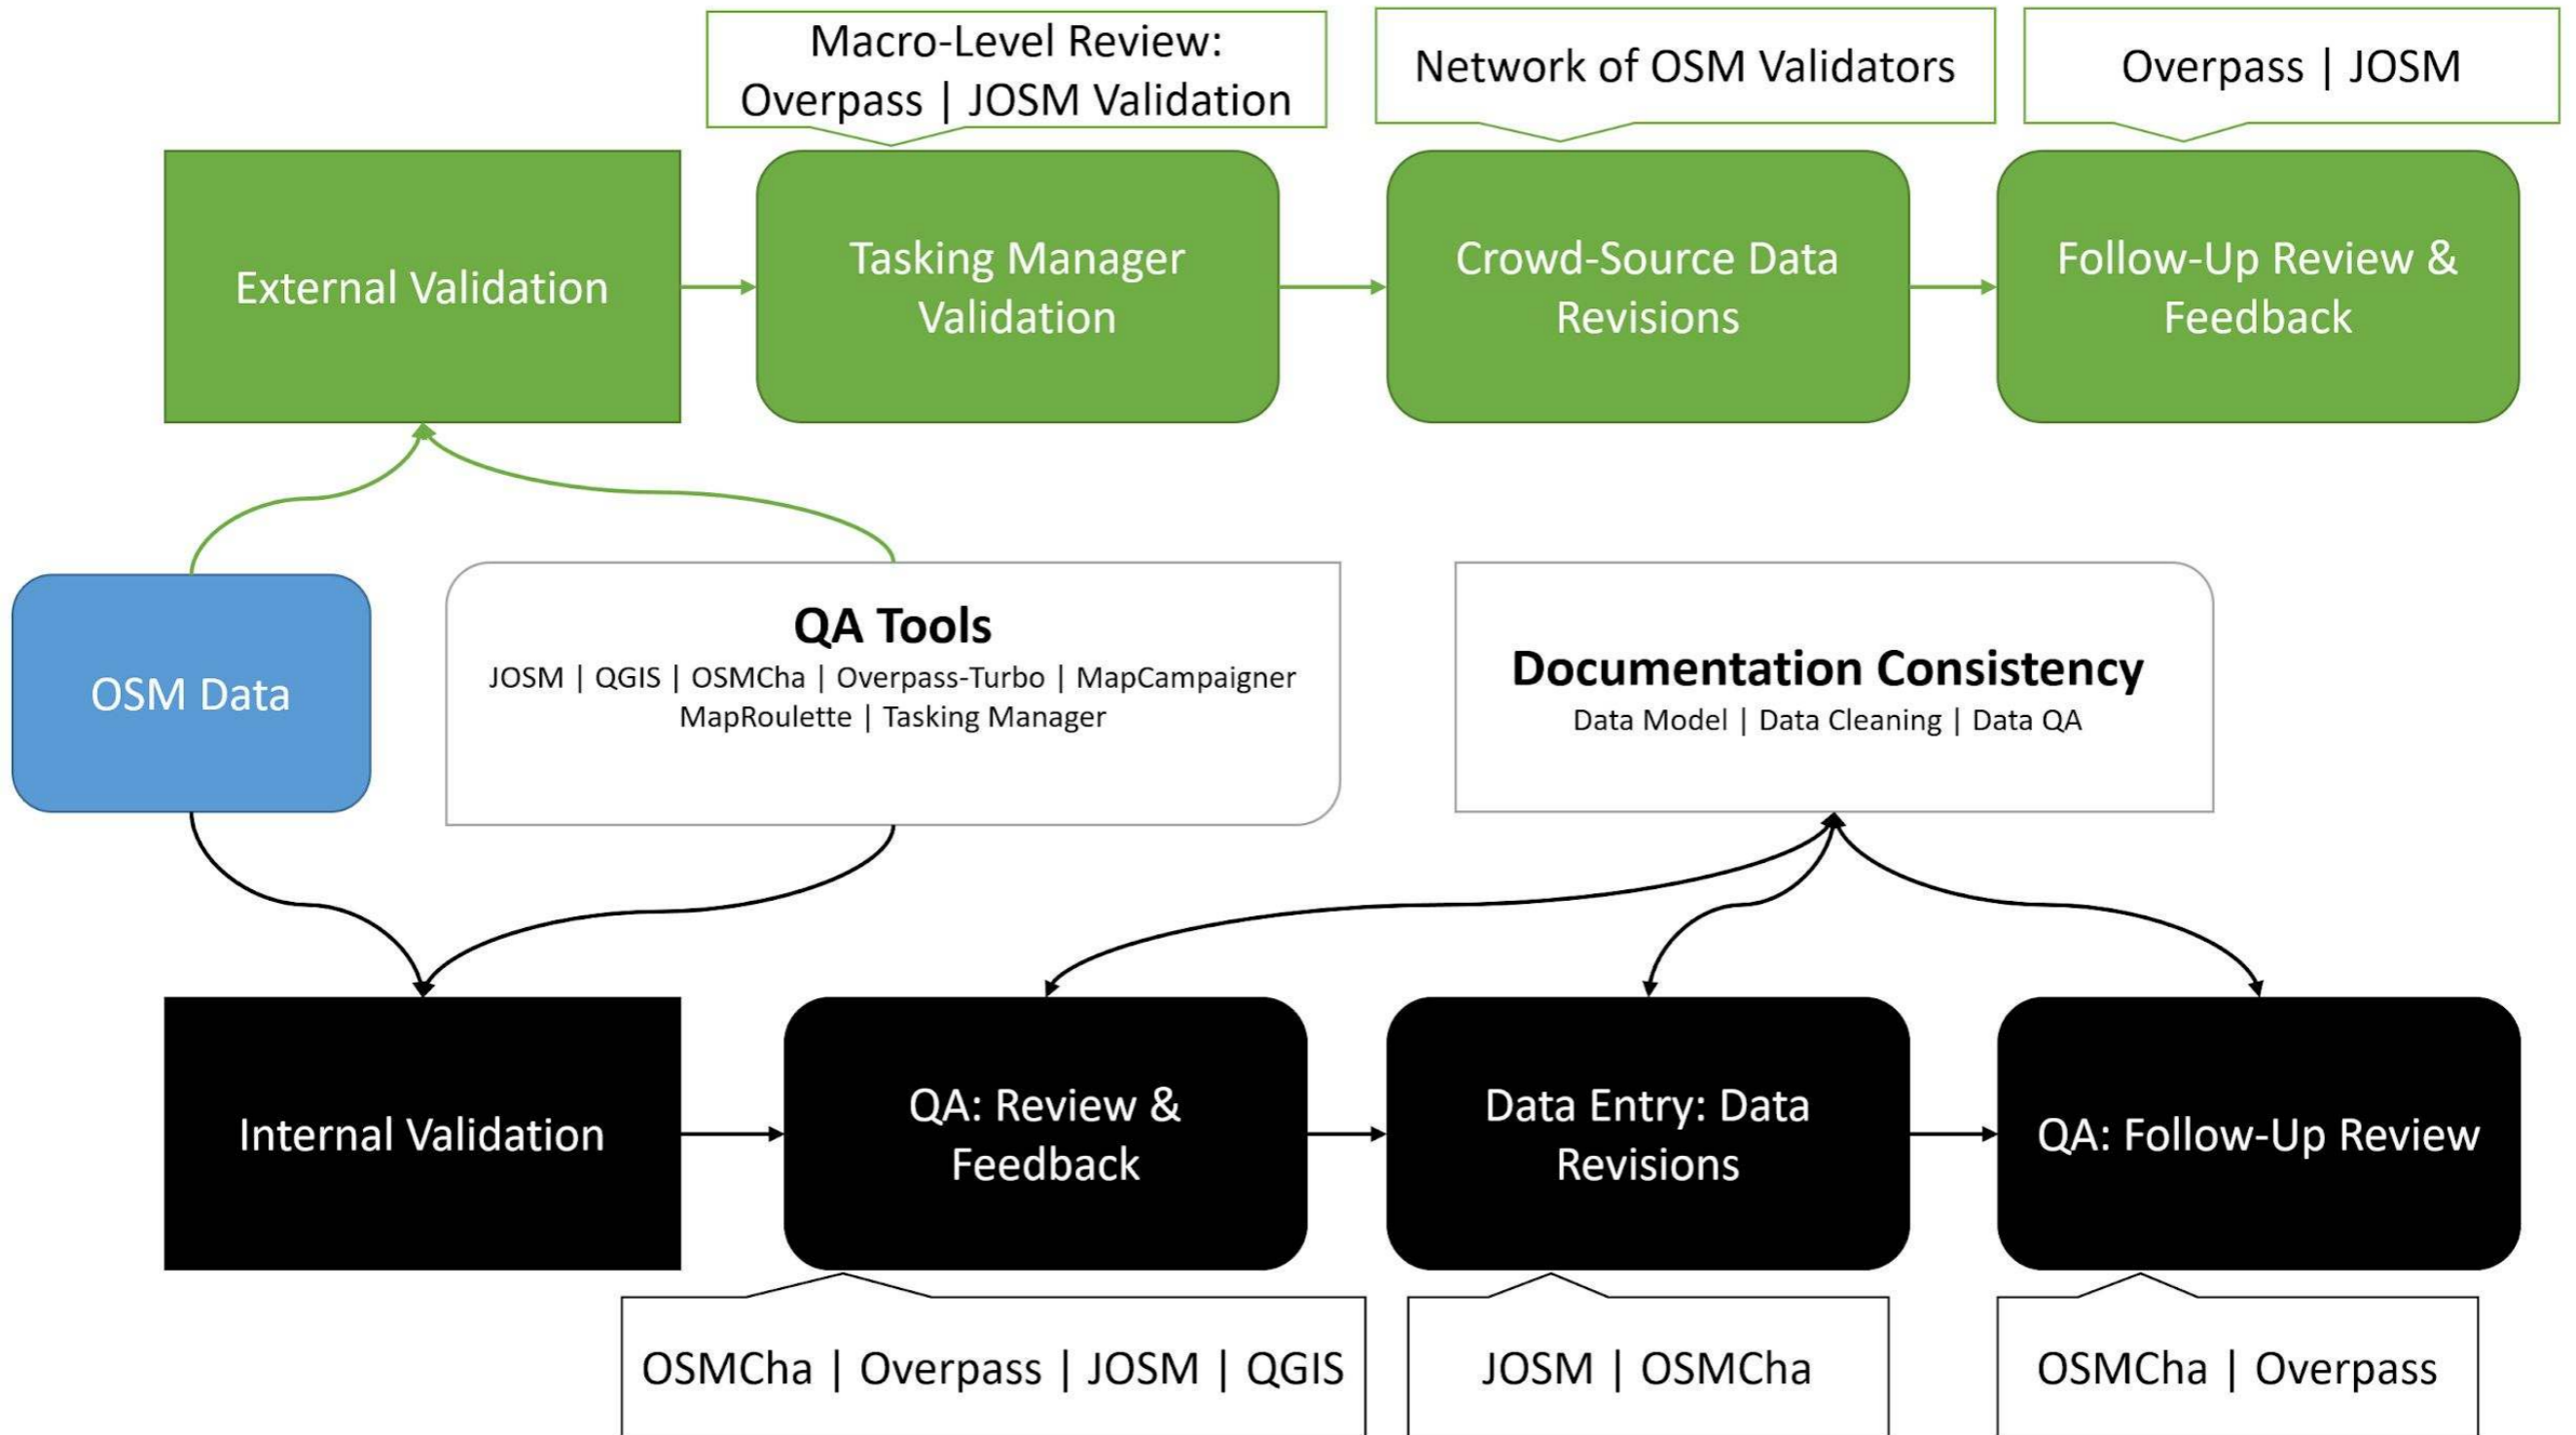 Macro-Level Review:
Overpass | JOSM Validation
Network of OSM Validators
Overpass | JOSM
External Validation
Tasking Manager
Validation
Crowd-Source Data
Revisions
Follow-Up Review &
Feedback
OSM Data
QA Tools
JOSM | QGIS | OSMCha | Overpass-Turbo | MapCampaigner
MapRoulette | Tasking Manager
Documentation Consistency
Data Model | Data Cleaning | Data QA
Internal Validation
QA: Review &
Feedback
Data Entry: Data
Revisions
QA: Follow-Up Review
OSMCha | Overpass | JOSM | QGIS
JOSM | OSMCha
OSMCha | Overpass